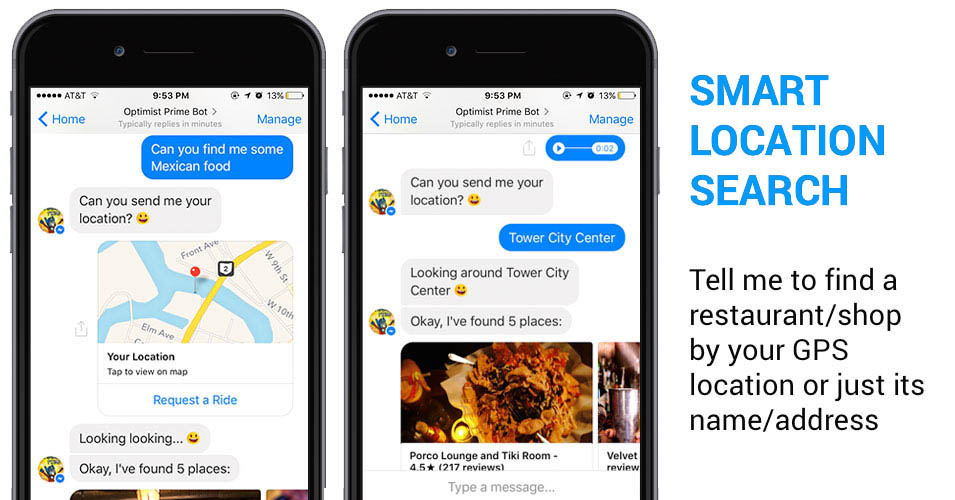 AT&T 9:53 PM 13%
Home Optimist Prime Bot > Manage
Typically replies in minutes
Can you find me some
Mexican food
Can you send me your
location? 😀
Front Ave
W 9th St
2
W 10th
Elm Ave
Your Location
Tap to view on map
Request a Ride
Looking looking... 😀
Okay, I've found 5 places:
AT&T 9:53 PM 13%
Home Optimist Prime Bot > Manage
Typically replies in minutes
0:02
Can you send me your
location? 😀
Tower City Center
Looking around Tower City
Center 😀
Okay, I've found 5 places:
Porco Lounge and Tiki Room -
4.5★ (217 reviews)
Velvet
review
Type a message...
SMART
LOCATION
SEARCH
Tell me to find a
restaurant/shop
by your GPS
location or just its
name/address